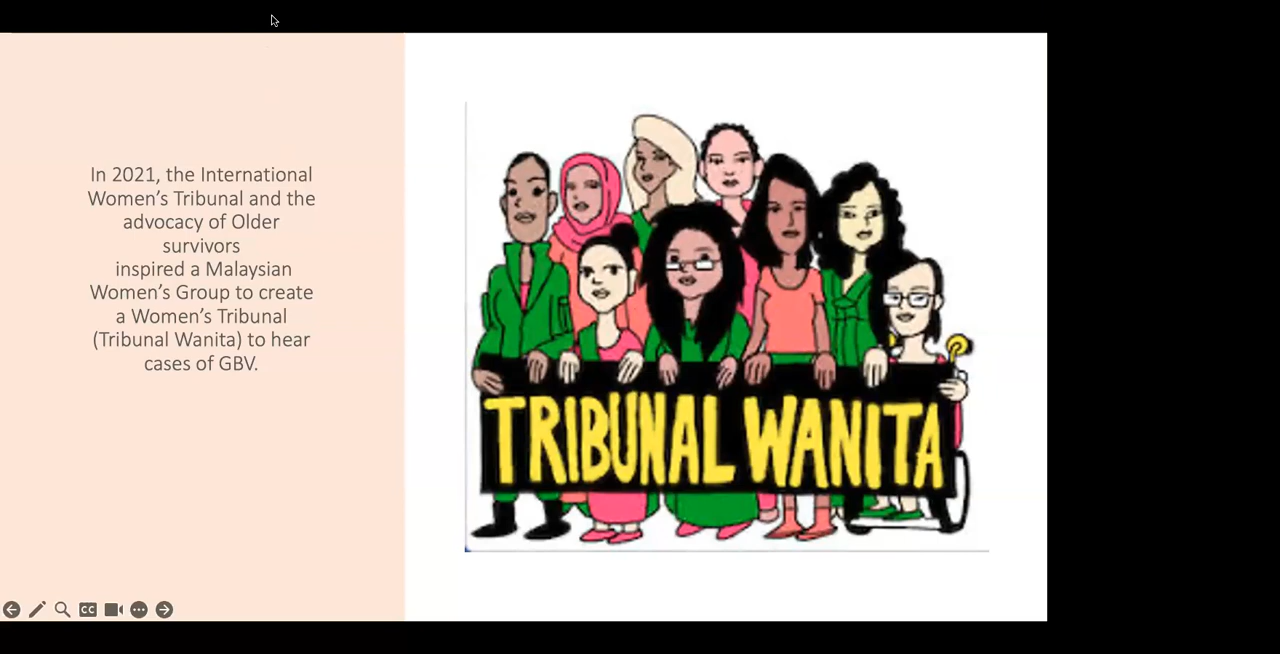 In 2021, the International
Women's Tribunal and the
advocacy of Older
survivors
inspired a Malaysian
Women's Group to create
a Women's Tribunal
(Tribunal Wanita) to hear
cases of GBV.
TRIBUNAL WANITA
CC